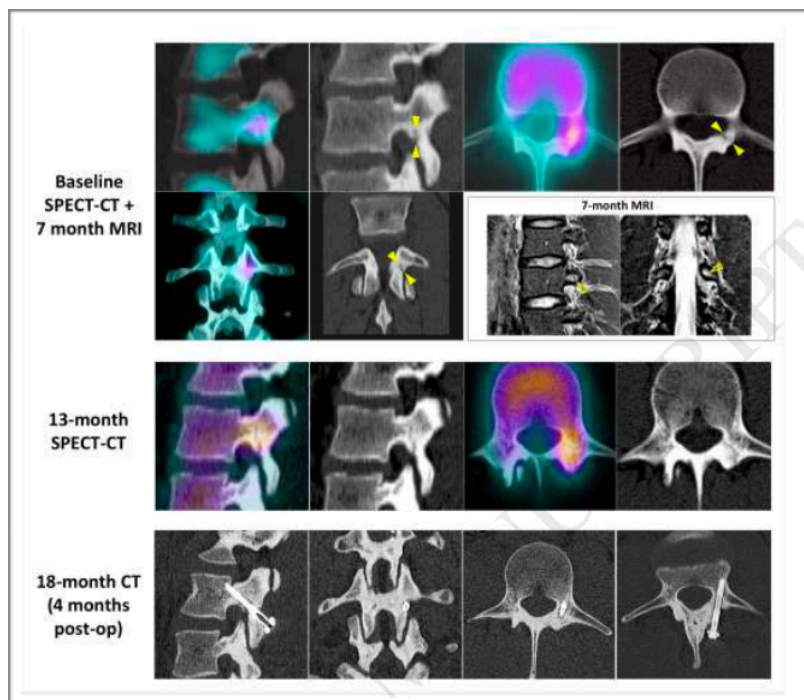 Baseline
SPECT-CT +
7 month MRI
7-month MRI
13-month
SPECT-CT
18-month CT
(4 months
post-op)